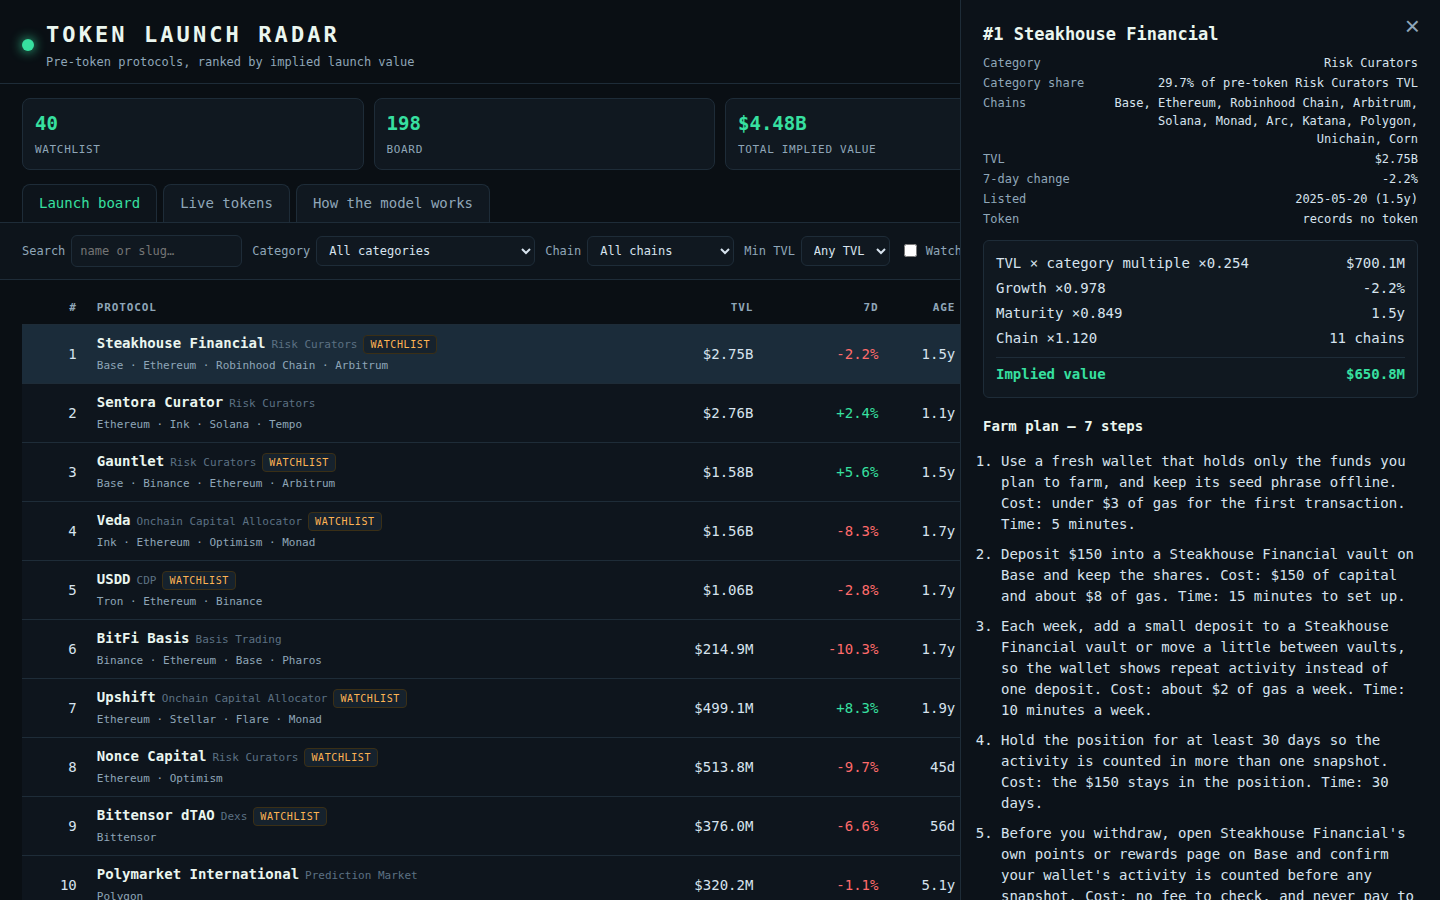 TOKEN LAUNCH RADAR
Pre-token protocols, ranked by implied launch value
40
WATCHLIST
198
BOARD
$4.48B
TOTAL IMPLIED VALUE
Launch board
Live tokens
How the model works
Search name or slug… Category All categories Chain All chains Min TVL Any TVL Watch
# PROTOCOL TVL 7D AGE
1 Steakhouse Financial Risk Curators WATCHLIST $2.75B -2.2% 1.5y
Base · Ethereum · Robinhood Chain · Arbitrum
2 Sentora Curator Risk Curators $2.76B +2.4% 1.1y
Ethereum · Ink · Solana · Tempo
3 Gauntlet Risk Curators WATCHLIST $1.58B +5.6% 1.5y
Base · Binance · Ethereum · Arbitrum
4 Veda Onchain Capital Allocator WATCHLIST $1.56B -8.3% 1.7y
Ink · Ethereum · Optimism · Monad
5 USDD CDP WATCHLIST $1.06B -2.8% 1.7y
Tron · Ethereum · Binance
6 BitFi Basis Basis Trading $214.9M -10.3% 1.7y
Binance · Ethereum · Base · Pharos
7 Upshift Onchain Capital Allocator WATCHLIST $499.1M +8.3% 1.9y
Ethereum · Stellar · Flare · Monad
8 Nonce Capital Risk Curators WATCHLIST $513.8M -9.7% 45d
Ethereum · Optimism
9 Bittensor dTAO Dexs WATCHLIST $376.0M -6.6% 56d
Bittensor
10 Polymarket International Prediction Market $320.2M -1.1% 5.1y
Polygon
#1 Steakhouse Financial ✕
Category Risk Curators
Category share 29.7% of pre-token Risk Curators TVL
Chains Base, Ethereum, Robinhood Chain, Arbitrum,
Solana, Monad, Arc, Katana, Polygon,
Unichain, Corn
TVL $2.75B
7-day change -2.2%
Listed 2025-05-20 (1.5y)
Token records no token
TVL × category multiple ×0.254 $700.1M
Growth ×0.978 -2.2%
Maturity ×0.849 1.5y
Chain ×1.120 11 chains
Implied value $650.8M
Farm plan — 7 steps
1. Use a fresh wallet that holds only the funds you
plan to farm, and keep its seed phrase offline.
Cost: under $3 of gas for the first transaction.
Time: 5 minutes.
2. Deposit $150 into a Steakhouse Financial vault on
Base and keep the shares. Cost: $150 of capital
and about $8 of gas. Time: 15 minutes to set up.
3. Each week, add a small deposit to a Steakhouse
Financial vault or move a little between vaults,
so the wallet shows repeat activity instead of
one deposit. Cost: about $2 of gas a week. Time:
10 minutes a week.
4. Hold the position for at least 30 days so the
activity is counted in more than one snapshot.
Cost: the $150 stays in the position. Time: 30
days.
5. Before you withdraw, open Steakhouse Financial's
own points or rewards page on Base and confirm
your wallet's activity is counted before any
snapshot. Cost: no fee to check, and never pay to